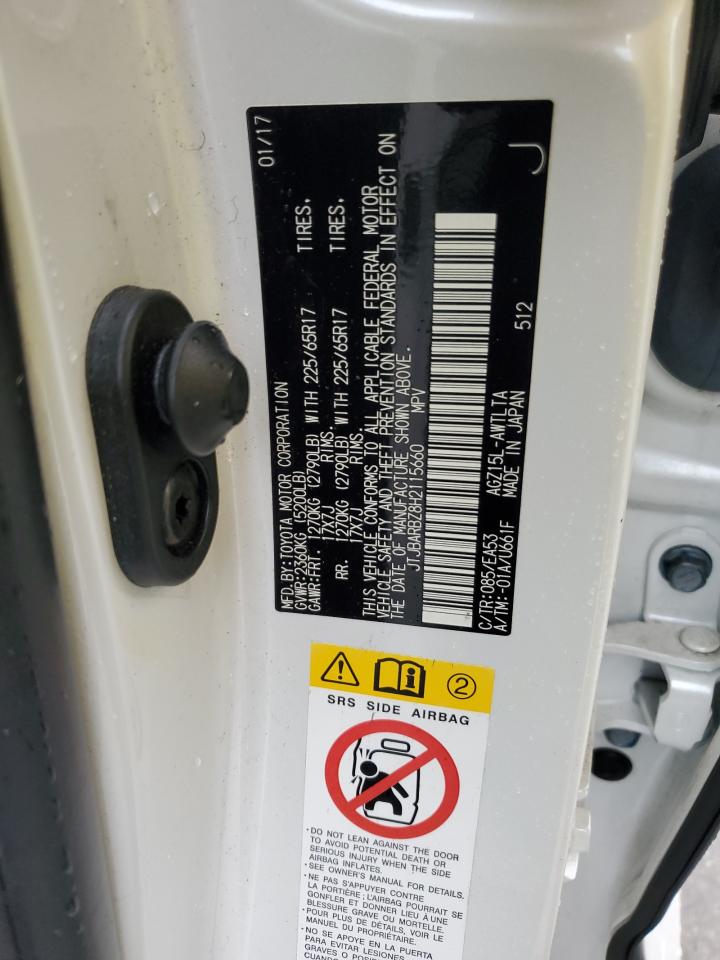 01/17
MFD.BY:TOYOTA MOTOR CORPORATION
GVWR:2360KG (5200LB)
GAWR:FRT. 1270KG (2790LB) WITH 225/65R17 TIRES.
17X7J RIMS.
RR. 1270KG (2790LB) WITH 225/65R17 TIRES.
17X7J RIMS.
THIS VEHICLE CONFORMS TO ALL APPLICABLE FEDERAL MOTOR
VEHICLE SAFETY AND THEFT PREVENTION STANDARDS IN EFFECT ON
THE DATE OF MANUFACTURE SHOWN ABOVE.
JTJBARBZ8H2115660 MPV
C/TR:085/EA53 AGZ15L-AWTLTA 512
A/TM:-01A/U661F MADE IN JAPAN
J
2
SRS SIDE AIRBAG
・DO NOT LEAN AGAINST THE DOOR
TO AVOID POTENTIAL DEATH OR
SERIOUS INJURY WHEN THE SIDE
AIRBAG INFLATES.
・SEE OWNER'S MANUAL FOR DETAILS.
・NE PAS S'APPUYER CONTRE
LA PORTIÈRE; L'AIRBAG POURRAIT SE
GONFLER ET DONNER LIEU À UNE
BLESSURE GRAVE OU MORTELLE.
・POUR PLUS DE DÉTAILS, VOIR LE
MANUEL DU PROPRIÉTAIRE.
・NO SE APOYE EN LA PUERTA
PARA EVITAR LESIONES
GRAVES O
CUANDO